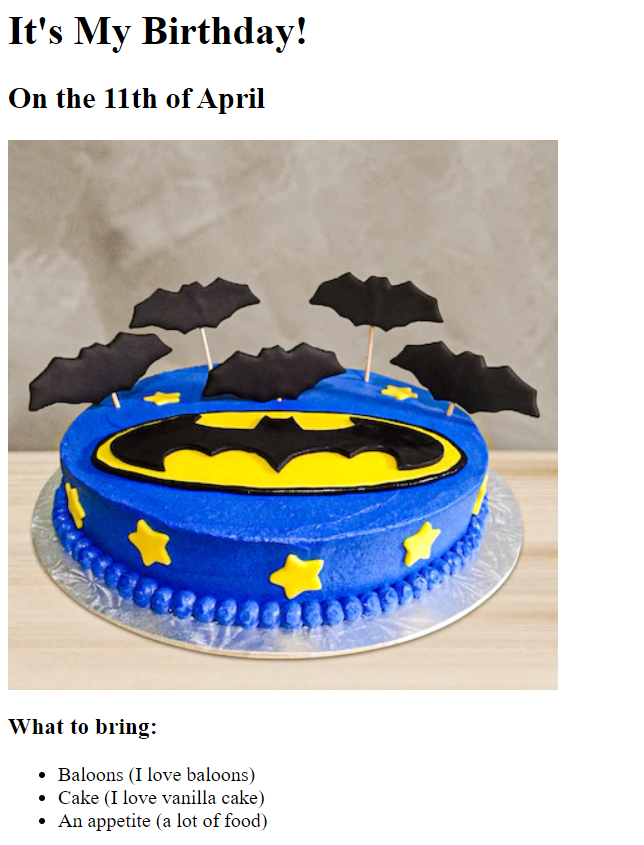 It's My Birthday!
On the 11th of April
What to bring:
Baloons (I love baloons)
Cake (I love vanilla cake)
An appetite (a lot of food)